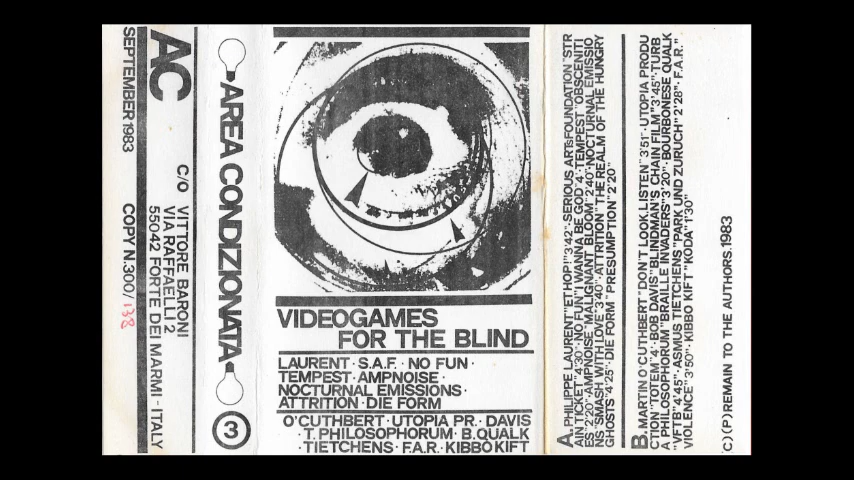 AC
SEPTEMBER 1983
C/O VITTORE BARONI
VIA RAFFAELLI 2
55042 FORTE DEI MARMI - ITALY
COPY N.300/138
AREA CONDIZIONATA
3
VIDEOGAMES
FOR THE BLIND
LAURENT · S.A.F. · NO FUN ·
TEMPEST · AMPNOISE ·
NOCTURNAL EMISSIONS ·
ATTRITION · DIE FORM
O'CUTHBERT · UTOPIA PR. · DAVIS
· T. PHILOSOPHORUM · B.QUALK
· TIETCHENS · F.A.R. · KIBBO KIFT
A. PHILIPPE LAURENT "ET HOP!" 3'42" · SERIOUS ARTS FOUNDATION "STR
AIN TICKET" 4'30" · NO FUN "I WANNA BE GOD" 4' · TEMPEST "OBSCENITI
ES" 2'20" · AMPNOISE "MALIGNANT BLOOM" 2'40" · NOCTURNAL EMISSIO
NS "SMASH WITH LOVE" 3'40" · ATTRITION "THE REALM OF THE HUNGRY
GHOSTS" 4'25" · DIE FORM "PRESUMPTION" 2'20"
B. MARTIN O'CUTHBERT "DON'T LOOK, LISTEN" 3'51" · UTOPIA PRODU
CTION "TOTEM" 4' · BOB DAVIS "BLINDMAN'S CHAIN FILM" 3'45" · TURB
A PHILOSOPHORUM "BRAILLE INVADERS" 3'20" · BOURBONESE QUALK
"VFTB" 4'45" · ASMUS TIETCHENS "PARK UND ZURUCH" 2'28" · F.A.R. "
VIOLENCE" 3'50" · KIBBO KIFT "KODA" 1'30"
(C)(P) REMAIN TO THE AUTHORS, 1983